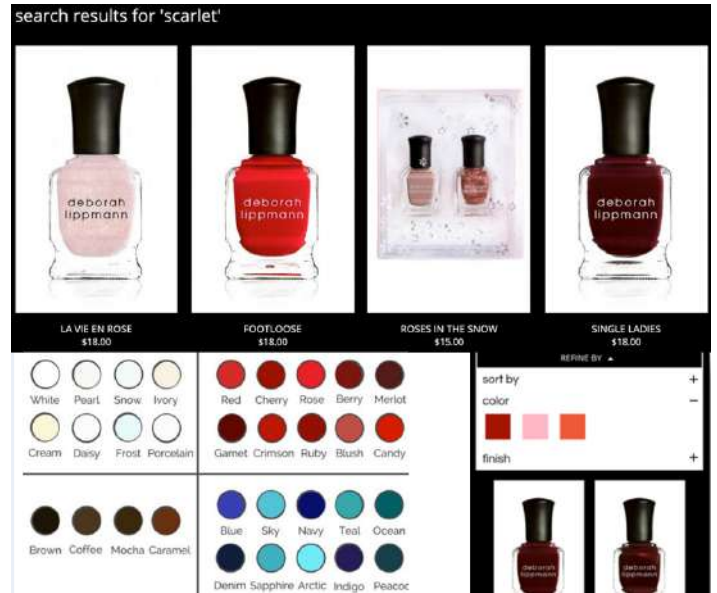 search results for 'scarlet'
deborah
lippmann
deborah
lippmann
deborah
lippmann
LA VIE EN ROSE
$18.00
FOOTLOOSE
$18.00
ROSES IN THE SNOW
$15.00
SINGLE LADIES
$18.00
White Pearl Snow Ivory
Cream Daisy Frost Porcelain
Brown Coffee Mocha Caramel
Red Cherry Rose Berry Merlot
Garnet Crimson Ruby Blush Candy
Blue Sky Navy Teal Ocean
Denim Sapphire Arctic Indigo Peacoc
REFINE BY
sort by +
color −
finish +
deborah
lippmann
deborah
lippmann